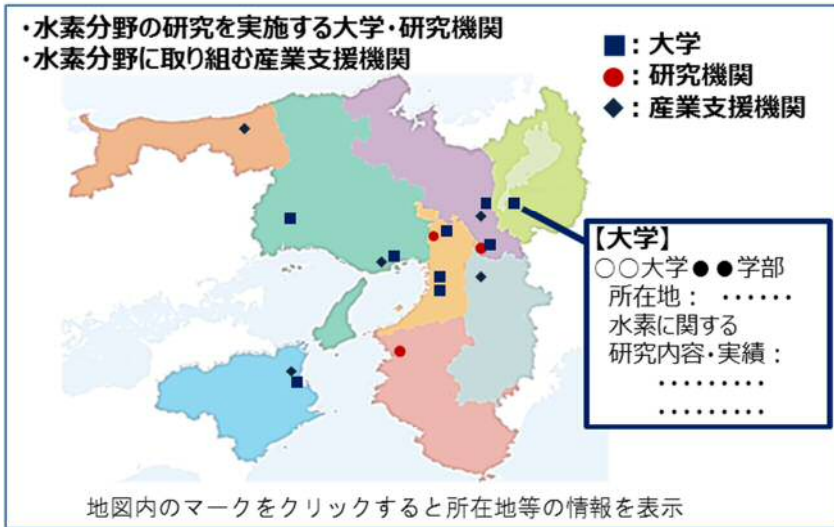 ・水素分野の研究を実施する大学・研究機関
・水素分野に取り組む産業支援機関
■：大学
●：研究機関
◆：産業支援機関
【大学】
○○大学●●学部
所在地：‥‥‥
水素に関する
研究内容・実績：
‥‥‥‥‥
‥‥‥‥‥
地図内のマークをクリックすると所在地等の情報を表示